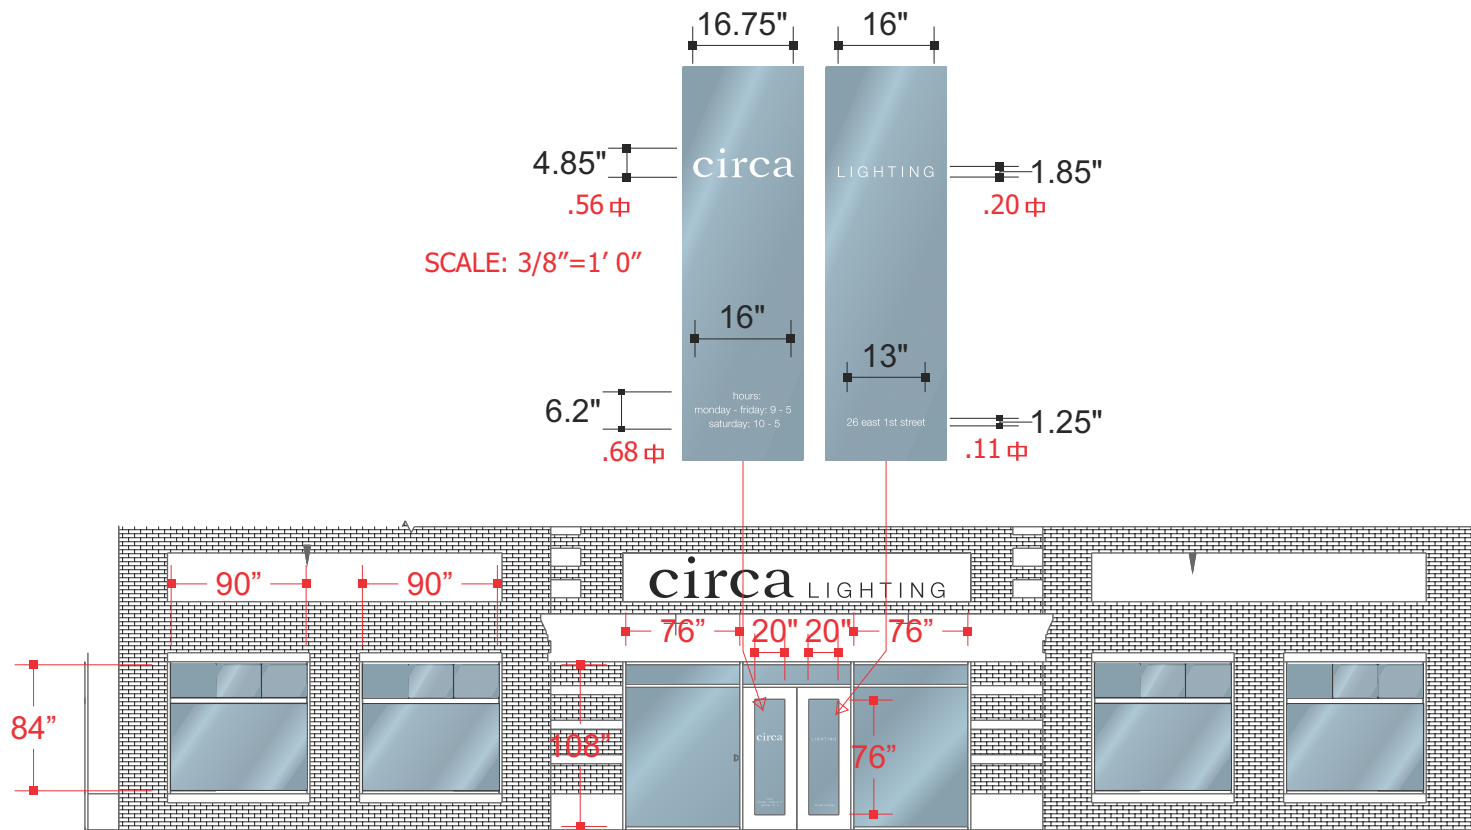 16.75" 16"
circa
LIGHTING
4.85"
.56 中
1.85"
.20 中
SCALE: 3/8”=1’ 0”
16"
13"
6.2"
.68 中
hours:
monday - friday: 9 - 5
saturday: 10 - 5
26 east 1st street
1.25"
.11 中
circa LIGHTING
90” 90”
76” 20" 20" 76”
84”
108”
76”
circa
LIGHTING